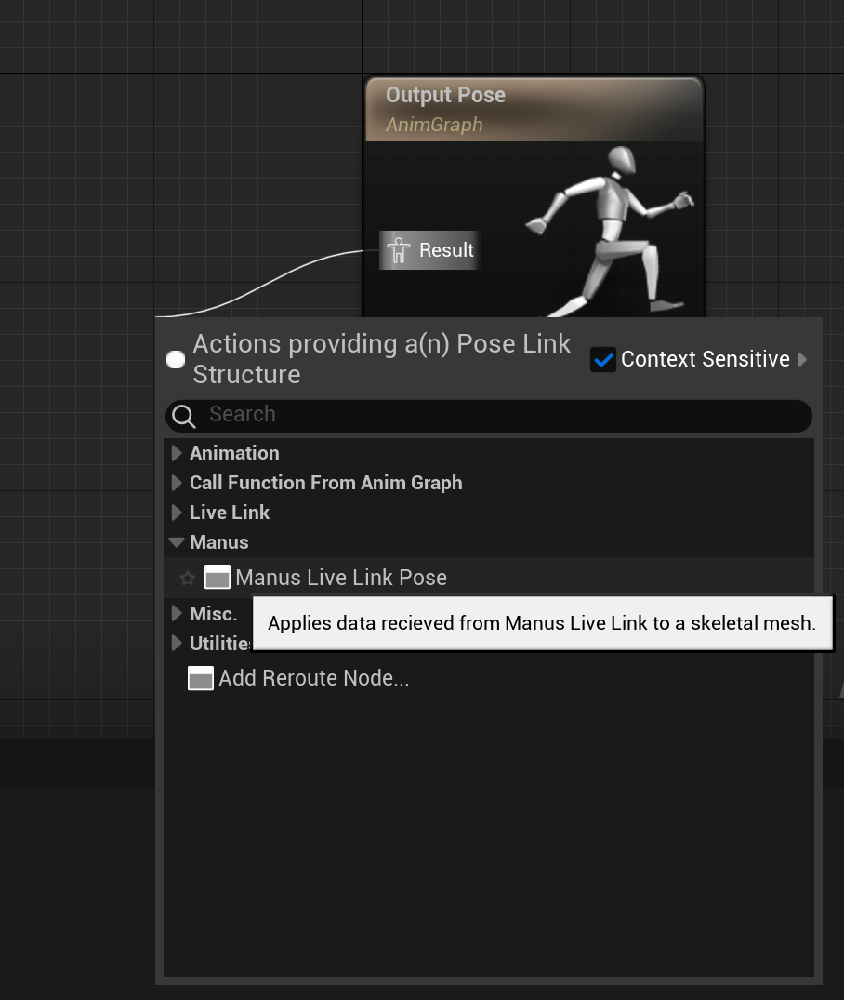 Output Pose
AnimGraph
Result
Actions providing a(n) Pose Link
Structure
Context Sensitive
Search
Animation
Call Function From Anim Graph
Live Link
Manus
Manus Live Link Pose
Misc.
Applies data recieved from Manus Live Link to a skeletal mesh.
Utilitie
Add Reroute Node...